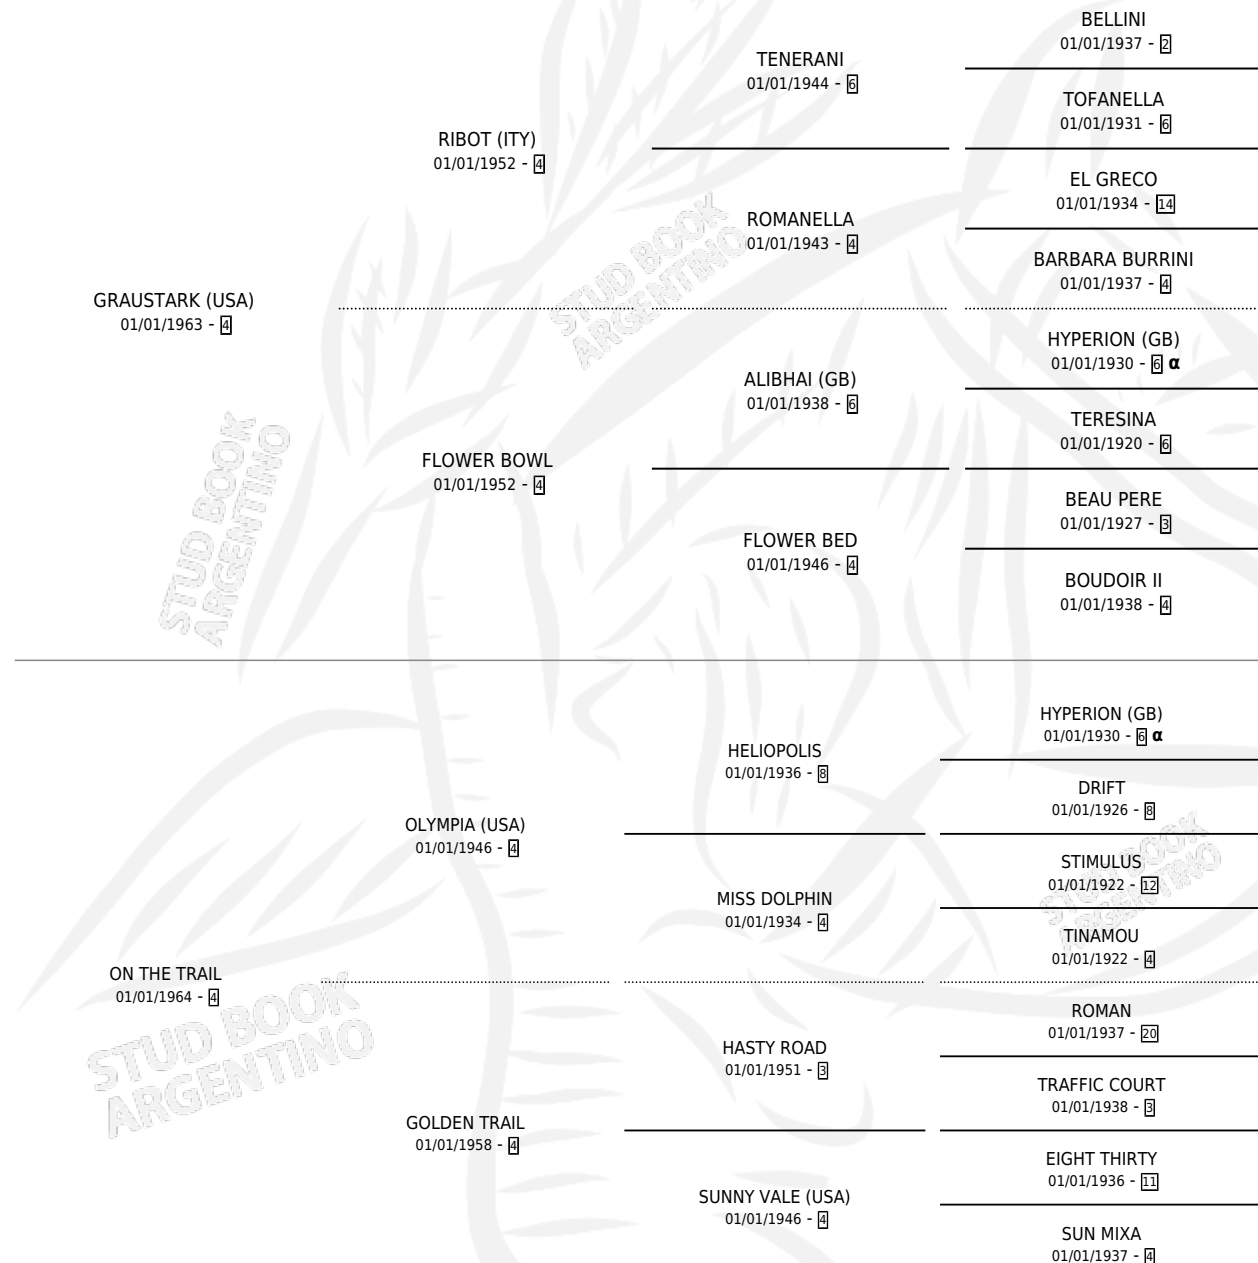 BELLINI
01/01/1937 - 2
TENERANI
01/01/1944 - 6
TOFANELLA
01/01/1931 - 6
RIBOT (ITY)
01/01/1952 - 4
EL GRECO
01/01/1934 - 14
ROMANELLA
01/01/1943 - 4
BARBARA BURRINI
01/01/1937 - 4
GRAUSTARK (USA)
01/01/1963 - 4
HYPERION (GB)
01/01/1930 - 6 α
ALIBHAI (GB)
01/01/1938 - 6
TERESINA
01/01/1920 - 6
FLOWER BOWL
01/01/1952 - 4
BEAU PERE
01/01/1927 - 3
FLOWER BED
01/01/1946 - 4
BOUDOIR II
01/01/1938 - 4
HYPERION (GB)
01/01/1930 - 6 α
HELIOPOLIS
01/01/1936 - 8
DRIFT
01/01/1926 - 8
OLYMPIA (USA)
01/01/1946 - 4
STIMULUS
01/01/1922 - 12
MISS DOLPHIN
01/01/1934 - 4
TINAMOU
01/01/1922 - 4
ON THE TRAIL
01/01/1964 - 4
ROMAN
01/01/1937 - 20
HASTY ROAD
01/01/1951 - 3
TRAFFIC COURT
01/01/1938 - 3
GOLDEN TRAIL
01/01/1958 - 4
EIGHT THIRTY
01/01/1936 - 11
SUNNY VALE (USA)
01/01/1946 - 4
SUN MIXA
01/01/1937 - 4
STUD BOOK
ARGENTINO
STUD BOOK
ARGENTINO
STUD BOOK
ARGENTINO
STUD BOOK
ARGENTINO